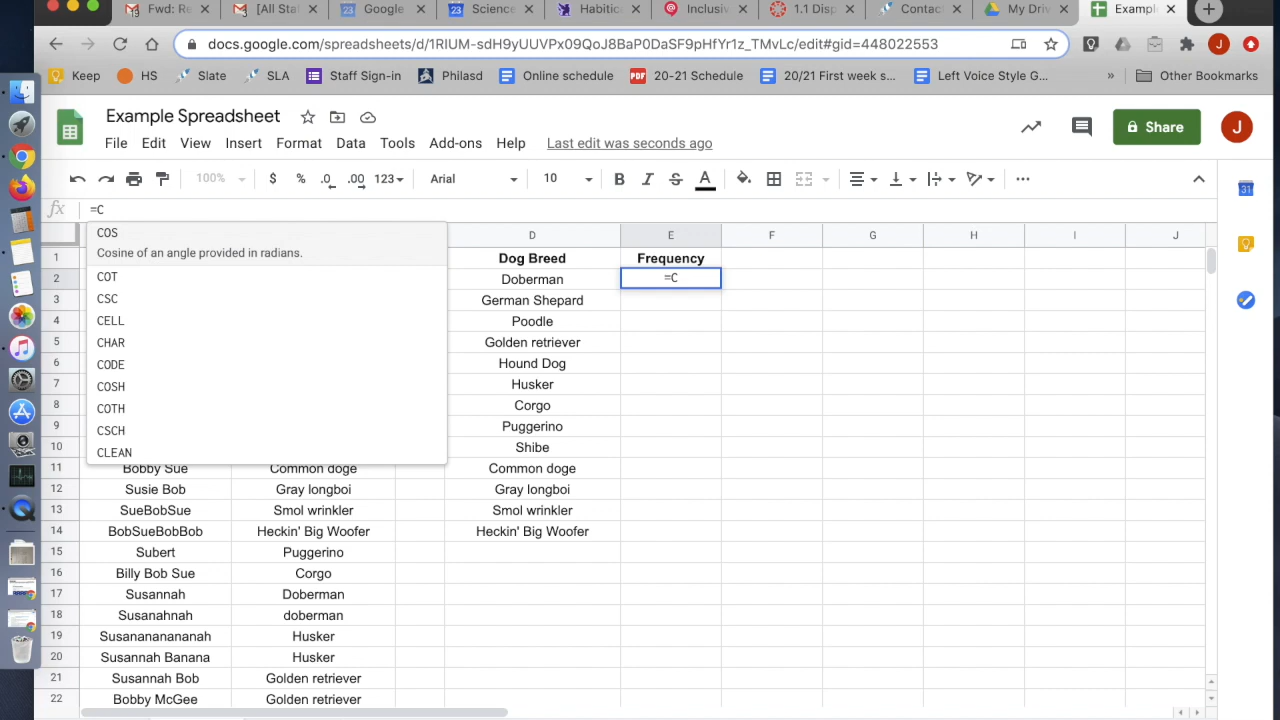 Fwd: Re
[All Sta
Google
Science
Habitic
Inclusiv
1.1 Disp
Contact
My Driv
Exampl
docs.google.com/spreadsheets/d/1RIUM-sdH9yUUVPx09QoJ8BaP0DaSF9pHfYr1z_TMvLc/edit#gid=448022553
J
Keep
HS
Slate
SLA
Staff Sign-in
Philasd
Online schedule
PDF 20-21 Schedule
20/21 First week s...
Left Voice Style G...
»
Other Bookmarks
Example Spreadsheet
File Edit View Insert Format Data Tools Add-ons Help Last edit was seconds ago
Share
J
100% $ % .0 .00 123 Arial 10 B I S A
31
fx =C
COS
Cosine of an angle provided in radians.
COT
CSC
CELL
CHAR
CODE
COSH
COTH
CSCH
CLEAN
D E F G H I J
1 Dog Breed Frequency
2 Doberman =C
3 German Shepard
4 Poodle
5 Golden retriever
6 Hound Dog
7 Husker
8 Corgo
9 Puggerino
10 Shibe
11 Bobby Sue Common doge Common doge
12 Susie Bob Gray longboi Gray longboi
13 SueBobSue Smol wrinkler Smol wrinkler
14 BobSueBobBob Heckin' Big Woofer Heckin' Big Woofer
15 Subert Puggerino
16 Billy Bob Sue Corgo
17 Susannah Doberman
18 Susanahnah doberman
19 Susananananah Husker
20 Susannah Banana Husker
21 Susannah Bob Golden retriever
22 Bobby McGee Golden retriever